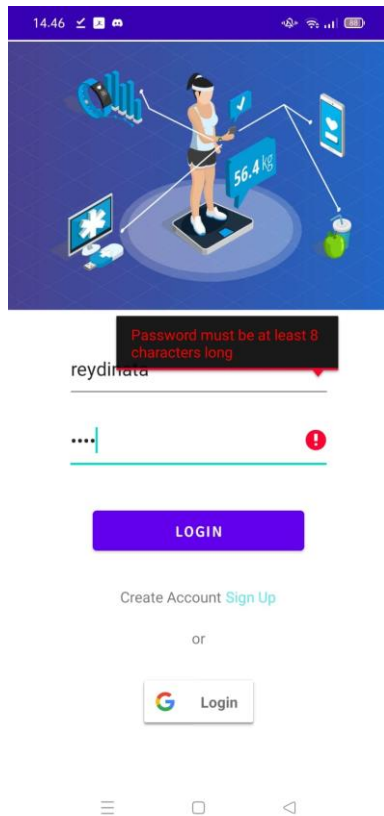 14.46
88
56.4 kg
Password must be at least 8
characters long
reydinata
••••
LOGIN
Create Account Sign Up
or
Login